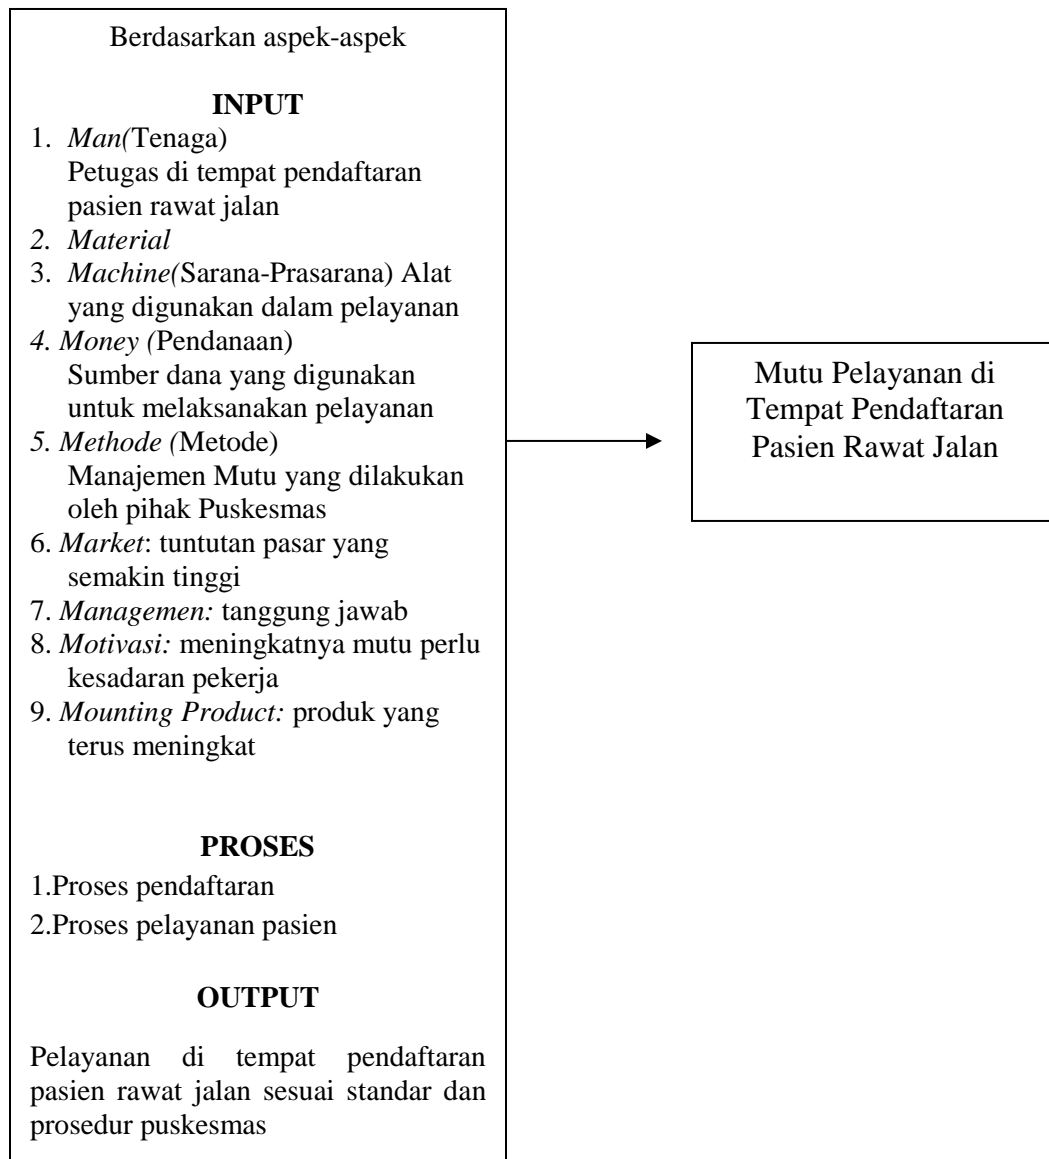 Berdasarkan aspek-aspek
INPUT
1. Man(Tenaga)
Petugas di tempat pendaftaran
pasien rawat jalan
2. Material
3. Machine(Sarana-Prasarana) Alat
yang digunakan dalam pelayanan
4. Money (Pendanaan)
Sumber dana yang digunakan
untuk melaksanakan pelayanan
5. Methode (Metode)
Manajemen Mutu yang dilakukan
oleh pihak Puskesmas
6. Market: tuntutan pasar yang
semakin tinggi
7. Managemen: tanggung jawab
8. Motivasi: meningkatnya mutu perlu
kesadaran pekerja
9. Mounting Product: produk yang
terus meningkat
PROSES
1.Proses pendaftaran
2.Proses pelayanan pasien
OUTPUT
Pelayanan di tempat pendaftaran
pasien rawat jalan sesuai standar dan
prosedur puskesmas
Mutu Pelayanan di
Tempat Pendaftaran
Pasien Rawat Jalan